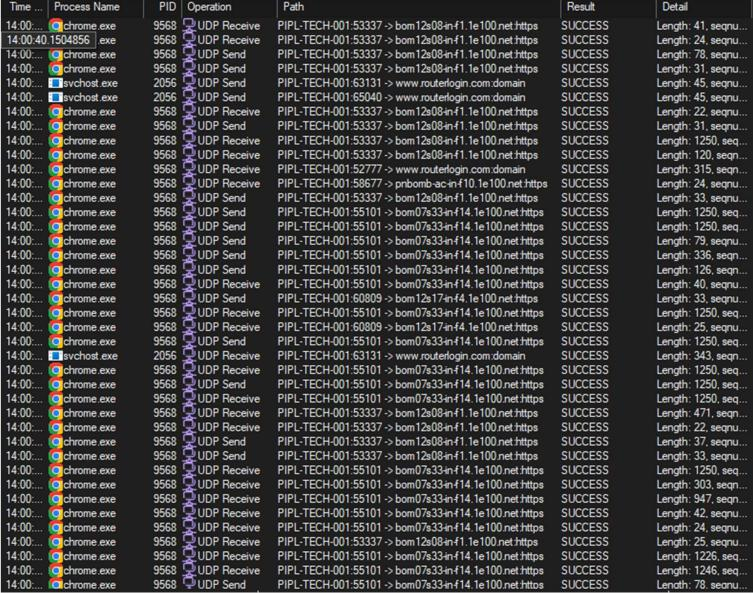 Time ... Process Name PID Operation Path Result Detail
14:00:... chrome.exe 9568 UDP Receive PIPL-TECH-001:53337 -> bom12s08-in-f1.1e100.net:https SUCCESS Length: 41, seqnu...
14:00:40.1504856 .exe 9568 UDP Receive PIPL-TECH-001:53337 -> bom12s08-in-f1.1e100.net:https SUCCESS Length: 24, seqnu...
14:00:... chrome.exe 9568 UDP Send PIPL-TECH-001:53337 -> bom12s08-in-f1.1e100.net:https SUCCESS Length: 78, seqnu...
14:00:... chrome.exe 9568 UDP Send PIPL-TECH-001:53337 -> bom12s08-in-f1.1e100.net:https SUCCESS Length: 31, seqnu...
14:00:... svchost.exe 2056 UDP Send PIPL-TECH-001:63131 -> www.routerlogin.com:domain SUCCESS Length: 45, seqnu...
14:00:... svchost.exe 2056 UDP Send PIPL-TECH-001:65040 -> www.routerlogin.com:domain SUCCESS Length: 45, seqnu...
14:00:... chrome.exe 9568 UDP Receive PIPL-TECH-001:53337 -> bom12s08-in-f1.1e100.net:https SUCCESS Length: 22, seqnu...
14:00:... chrome.exe 9568 UDP Send PIPL-TECH-001:53337 -> bom12s08-in-f1.1e100.net:https SUCCESS Length: 31, seqnu...
14:00:... chrome.exe 9568 UDP Receive PIPL-TECH-001:53337 -> bom12s08-in-f1.1e100.net:https SUCCESS Length: 1250, seq...
14:00:... chrome.exe 9568 UDP Receive PIPL-TECH-001:53337 -> bom12s08-in-f1.1e100.net:https SUCCESS Length: 120, seqn...
14:00:... chrome.exe 9568 UDP Receive PIPL-TECH-001:52777 -> www.routerlogin.com:domain SUCCESS Length: 315, seqn...
14:00:... chrome.exe 9568 UDP Receive PIPL-TECH-001:58677 -> pnbomb-ac-in-f10.1e100.net:https SUCCESS Length: 24, seqnu...
14:00:... chrome.exe 9568 UDP Send PIPL-TECH-001:53337 -> bom12s08-in-f1.1e100.net:https SUCCESS Length: 33, seqnu...
14:00:... chrome.exe 9568 UDP Send PIPL-TECH-001:55101 -> bom07s33-in-f14.1e100.net:https SUCCESS Length: 1250, seq...
14:00:... chrome.exe 9568 UDP Send PIPL-TECH-001:55101 -> bom07s33-in-f14.1e100.net:https SUCCESS Length: 1250, seq...
14:00:... chrome.exe 9568 UDP Send PIPL-TECH-001:55101 -> bom07s33-in-f14.1e100.net:https SUCCESS Length: 79, seqnu...
14:00:... chrome.exe 9568 UDP Send PIPL-TECH-001:55101 -> bom07s33-in-f14.1e100.net:https SUCCESS Length: 336, seqn...
14:00:... chrome.exe 9568 UDP Send PIPL-TECH-001:55101 -> bom07s33-in-f14.1e100.net:https SUCCESS Length: 126, seqn...
14:00:... chrome.exe 9568 UDP Receive PIPL-TECH-001:55101 -> bom07s33-in-f14.1e100.net:https SUCCESS Length: 40, seqnu...
14:00:... chrome.exe 9568 UDP Send PIPL-TECH-001:60809 -> bom12s17-in-f4.1e100.net:https SUCCESS Length: 33, seqnu...
14:00:... chrome.exe 9568 UDP Receive PIPL-TECH-001:55101 -> bom07s33-in-f14.1e100.net:https SUCCESS Length: 1250, seq...
14:00:... chrome.exe 9568 UDP Receive PIPL-TECH-001:60809 -> bom12s17-in-f4.1e100.net:https SUCCESS Length: 25, seqnu...
14:00:... chrome.exe 9568 UDP Send PIPL-TECH-001:55101 -> bom07s33-in-f14.1e100.net:https SUCCESS Length: 1250, seq...
14:00:... svchost.exe 2056 UDP Receive PIPL-TECH-001:63131 -> www.routerlogin.com:domain SUCCESS Length: 343, seqn...
14:00:... chrome.exe 9568 UDP Receive PIPL-TECH-001:55101 -> bom07s33-in-f14.1e100.net:https SUCCESS Length: 1250, seq...
14:00:... chrome.exe 9568 UDP Send PIPL-TECH-001:55101 -> bom07s33-in-f14.1e100.net:https SUCCESS Length: 1250, seq...
14:00:... chrome.exe 9568 UDP Receive PIPL-TECH-001:55101 -> bom07s33-in-f14.1e100.net:https SUCCESS Length: 1250, seq...
14:00:... chrome.exe 9568 UDP Receive PIPL-TECH-001:53337 -> bom12s08-in-f1.1e100.net:https SUCCESS Length: 471, seqnu...
14:00:... chrome.exe 9568 UDP Receive PIPL-TECH-001:53337 -> bom12s08-in-f1.1e100.net:https SUCCESS Length: 22, seqnu...
14:00:... chrome.exe 9568 UDP Send PIPL-TECH-001:53337 -> bom12s08-in-f1.1e100.net:https SUCCESS Length: 37, seqnu...
14:00:... chrome.exe 9568 UDP Send PIPL-TECH-001:53337 -> bom12s08-in-f1.1e100.net:https SUCCESS Length: 33, seqnu...
14:00:... chrome.exe 9568 UDP Receive PIPL-TECH-001:55101 -> bom07s33-in-f14.1e100.net:https SUCCESS Length: 1250, seq...
14:00:... chrome.exe 9568 UDP Receive PIPL-TECH-001:55101 -> bom07s33-in-f14.1e100.net:https SUCCESS Length: 303, seqn...
14:00:... chrome.exe 9568 UDP Receive PIPL-TECH-001:55101 -> bom07s33-in-f14.1e100.net:https SUCCESS Length: 947, seqn...
14:00:... chrome.exe 9568 UDP Receive PIPL-TECH-001:55101 -> bom07s33-in-f14.1e100.net:https SUCCESS Length: 42, seqnu...
14:00:... chrome.exe 9568 UDP Receive PIPL-TECH-001:55101 -> bom07s33-in-f14.1e100.net:https SUCCESS Length: 24, seqnu...
14:00:... chrome.exe 9568 UDP Receive PIPL-TECH-001:53337 -> bom12s08-in-f1.1e100.net:https SUCCESS Length: 25, seqnu...
14:00:... chrome.exe 9568 UDP Receive PIPL-TECH-001:55101 -> bom07s33-in-f14.1e100.net:https SUCCESS Length: 1226, seq...
14:00:... chrome.exe 9568 UDP Receive PIPL-TECH-001:55101 -> bom07s33-in-f14.1e100.net:https SUCCESS Length: 1246, seq...
14:00:... chrome.exe 9568 UDP Send PIPL-TECH-001:55101 -> bom07s33-in-f14.1e100.net:https SUCCESS Length: 78, seqnu...